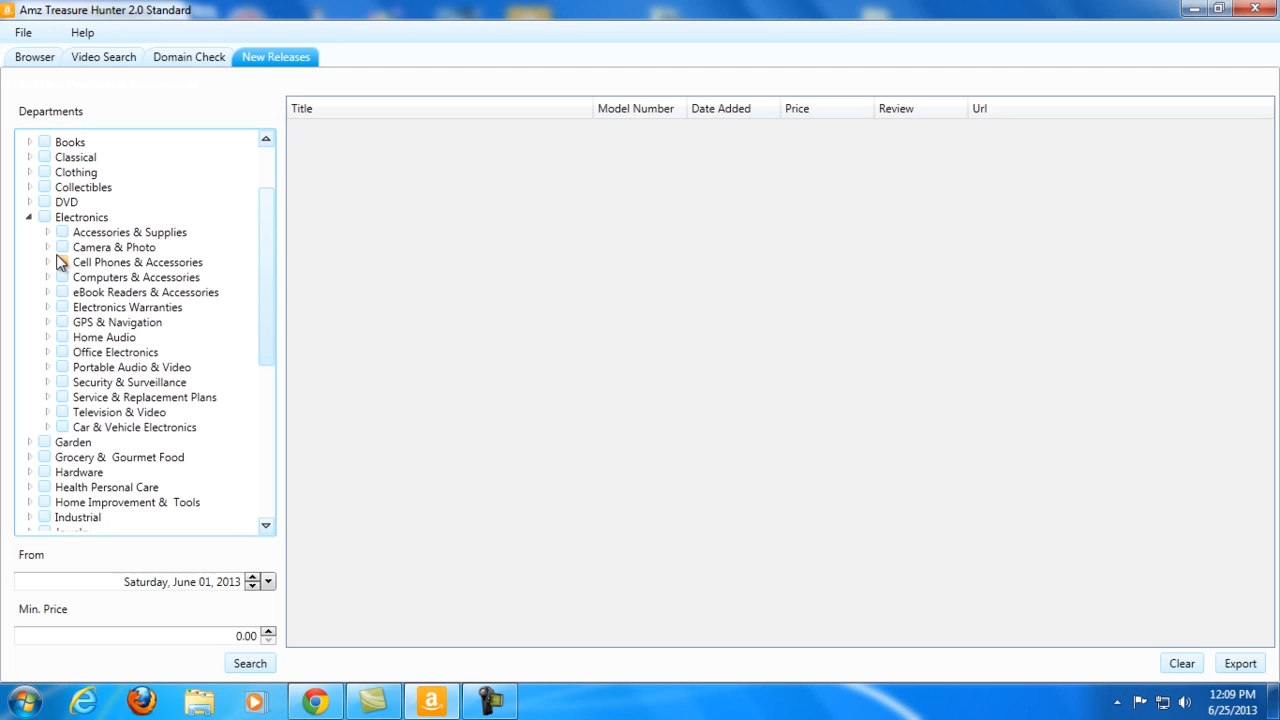 Amz Treasure Hunter 2.0 Standard
File Help
Browser Video Search Domain Check New Releases
Departments
Title Model Number Date Added Price Review Url
Books
Classical
Clothing
Collectibles
DVD
Electronics
Accessories & Supplies
Camera & Photo
Cell Phones & Accessories
Computers & Accessories
eBook Readers & Accessories
Electronics Warranties
GPS & Navigation
Home Audio
Office Electronics
Portable Audio & Video
Security & Surveillance
Service & Replacement Plans
Television & Video
Car & Vehicle Electronics
Garden
Grocery & Gourmet Food
Hardware
Health Personal Care
Home Improvement & Tools
Industrial
From
Saturday, June 01, 2013
Min. Price
0.00
Search Clear Export
12:09 PM
6/25/2013